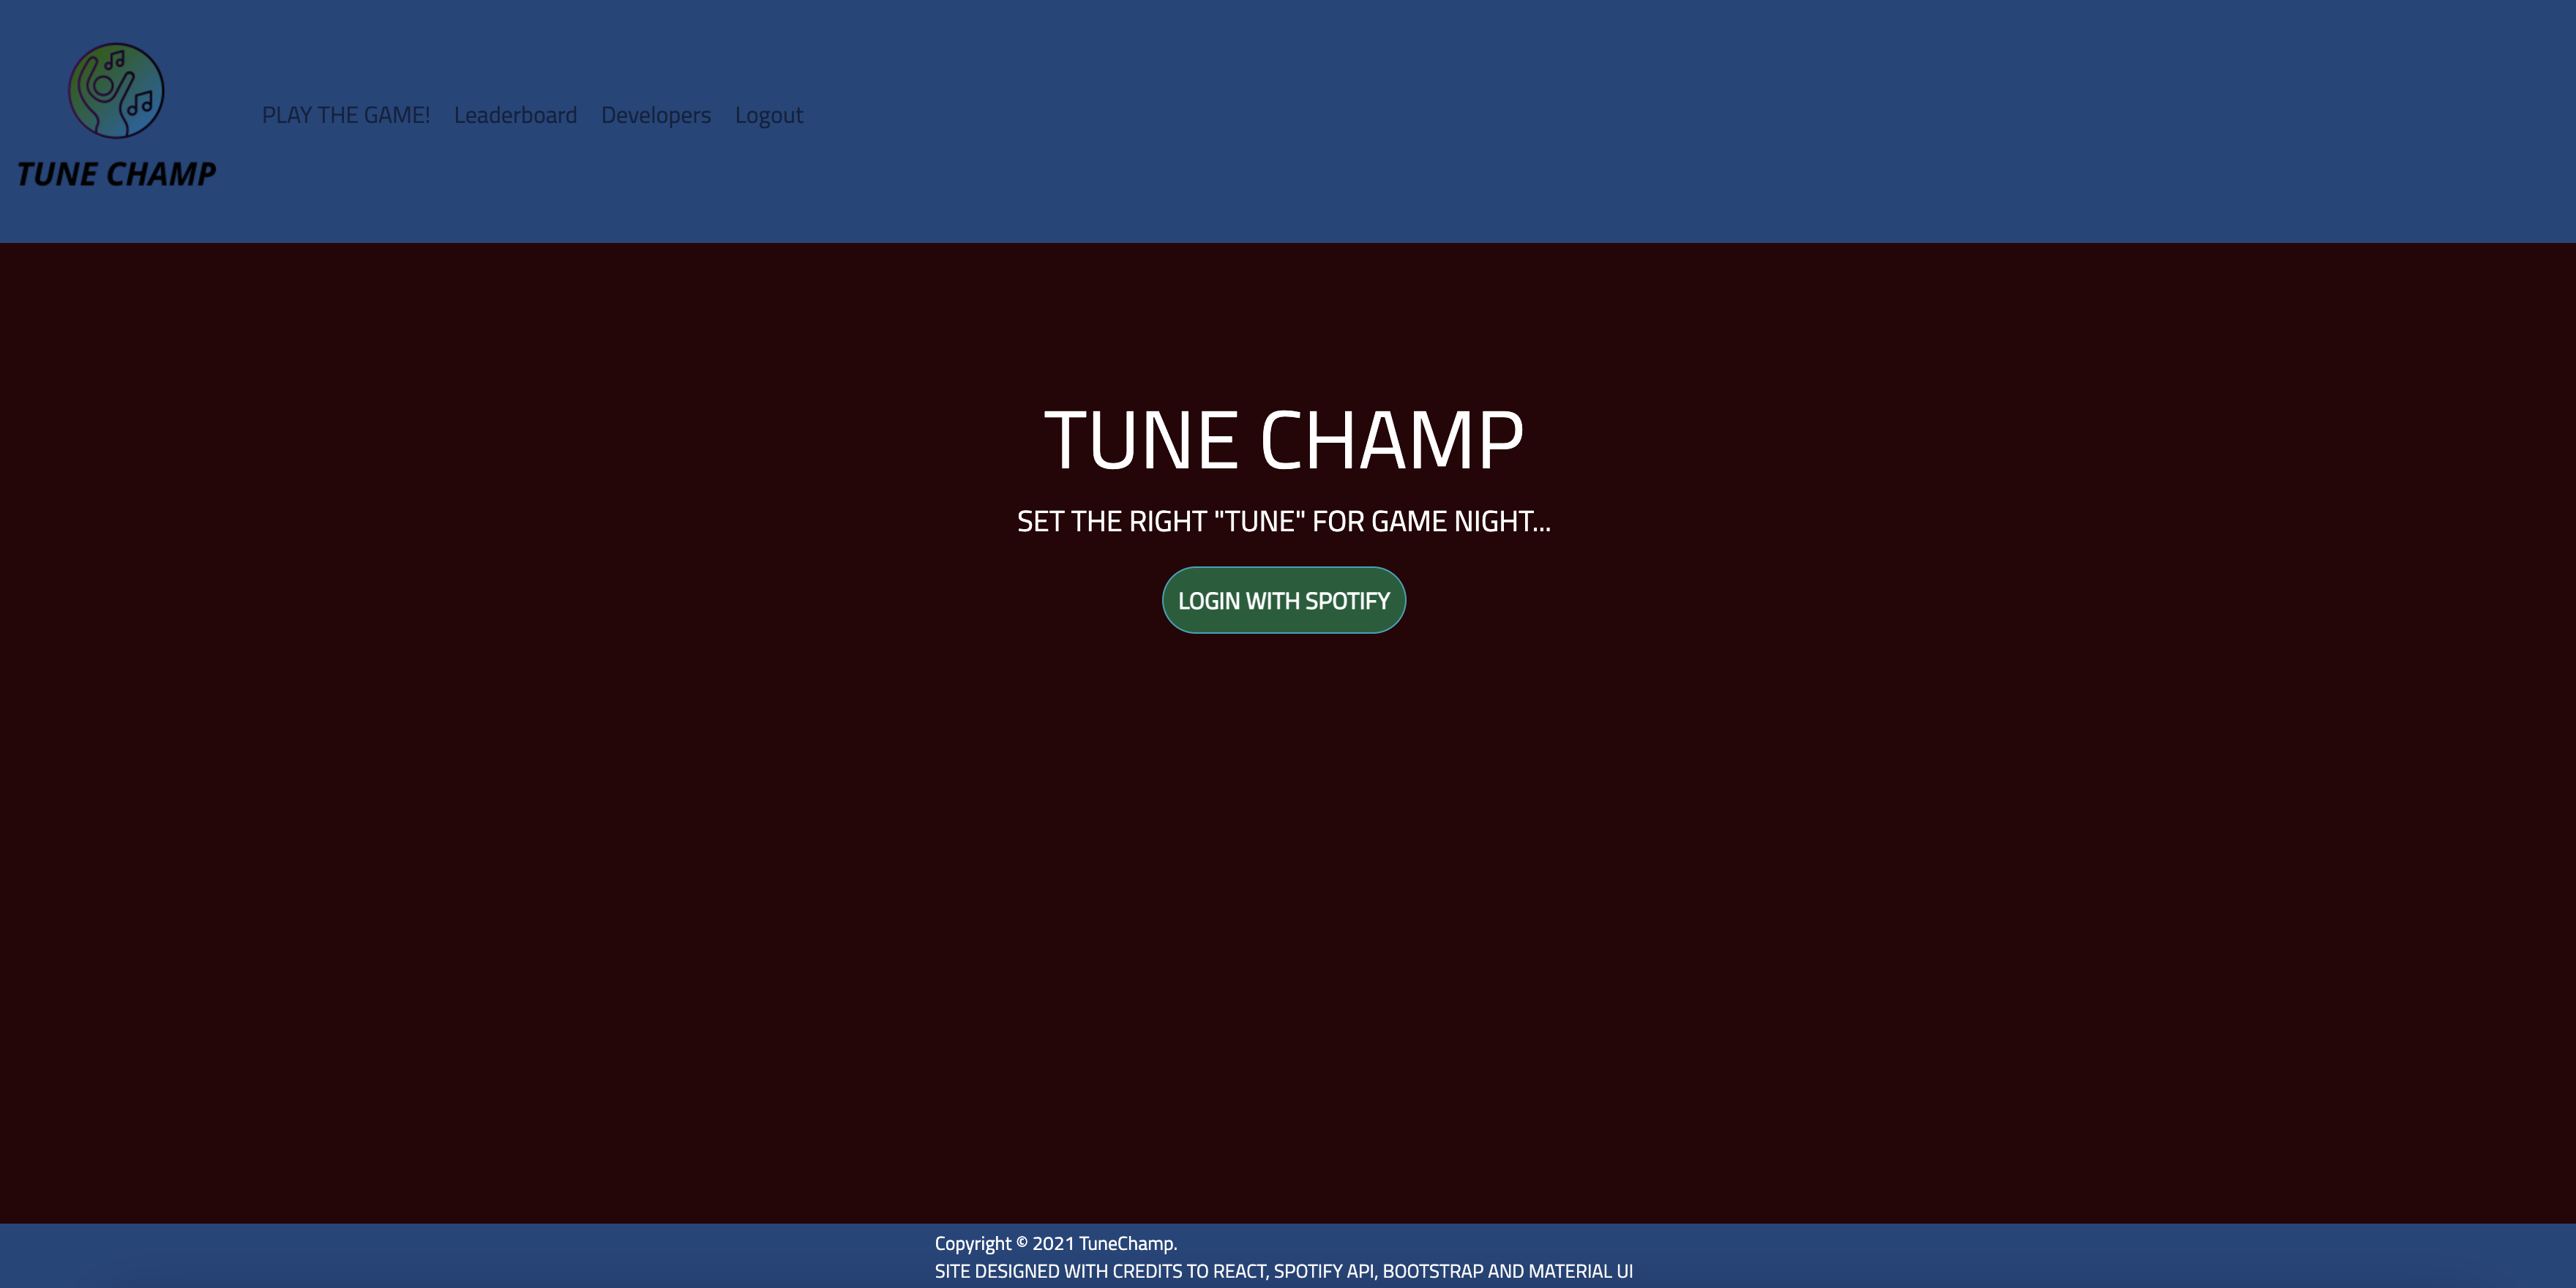 TUNE CHAMP
PLAY THE GAME! Leaderboard Developers Logout
TUNE CHAMP
SET THE RIGHT "TUNE" FOR GAME NIGHT...
LOGIN WITH SPOTIFY
Copyright © 2021 TuneChamp.
SITE DESIGNED WITH CREDITS TO REACT, SPOTIFY API, BOOTSTRAP AND MATERIAL UI